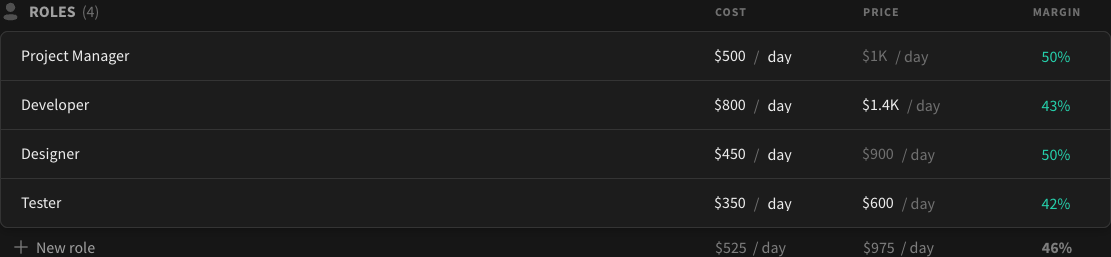 ROLES (4) COST PRICE MARGIN
Project Manager $500 / day $1K / day 50%
Developer $800 / day $1.4K / day 43%
Designer $450 / day $900 / day 50%
Tester $350 / day $600 / day 42%
+ New role $525 / day $975 / day 46%